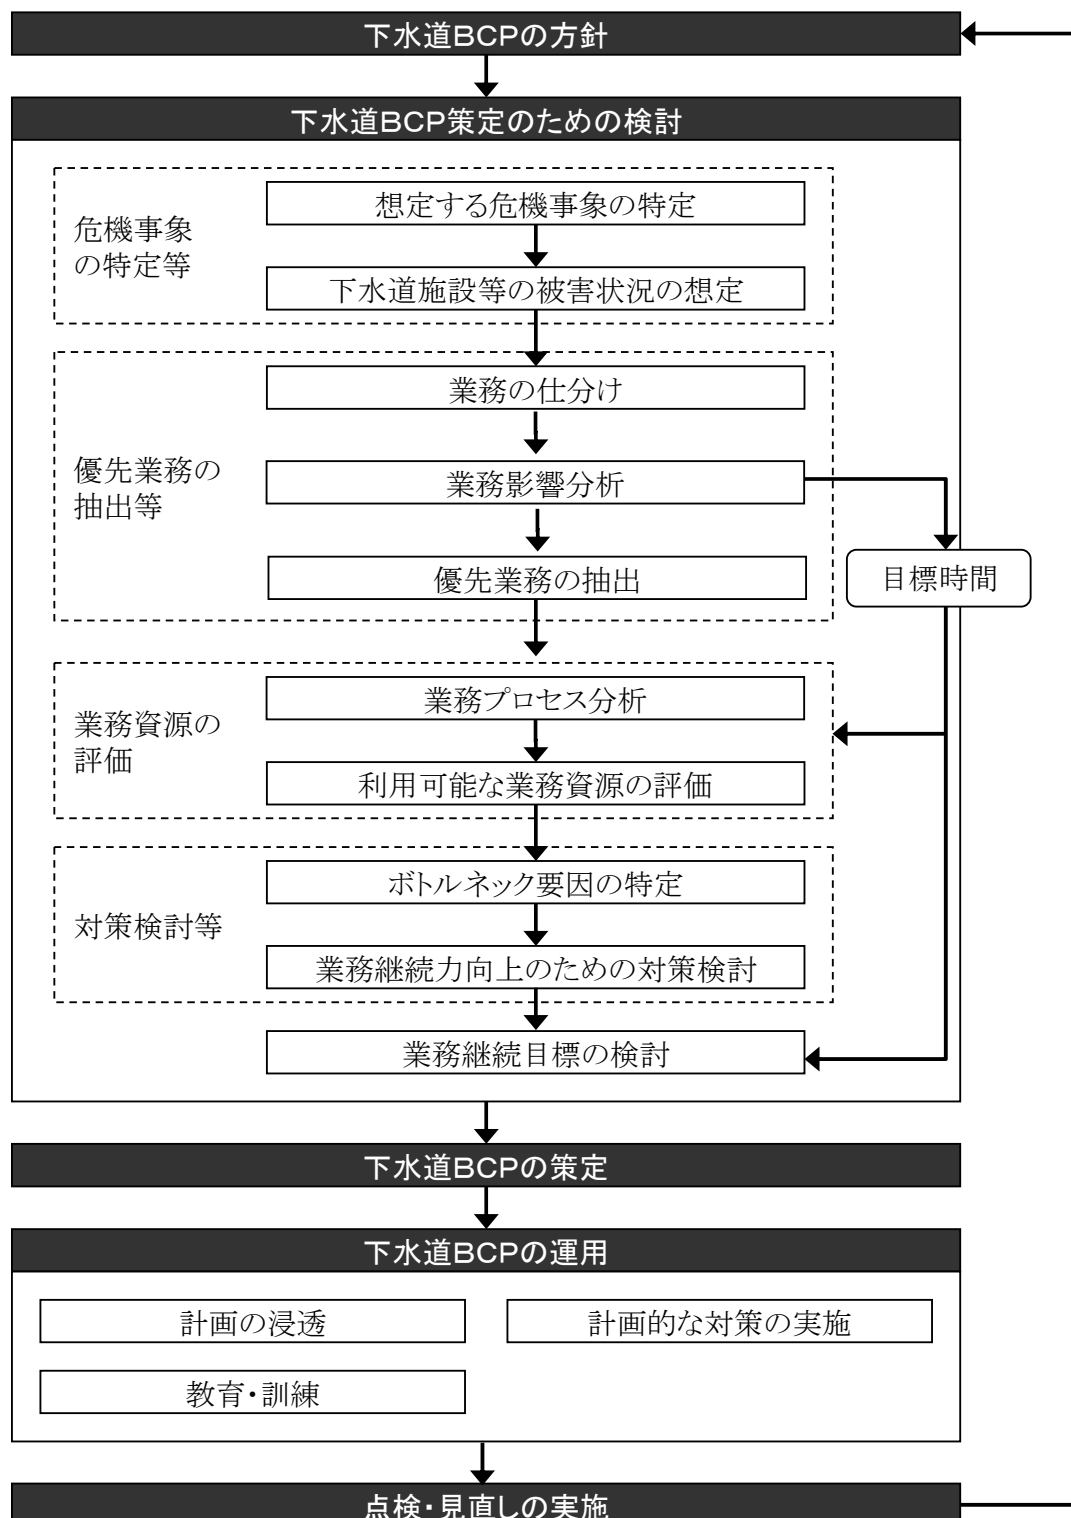 下水道BCPの方針
下水道BCP策定のための検討
危機事象
の特定等
想定する危機事象の特定
下水道施設等の被害状況の想定
優先業務の
抽出等
業務の仕分け
業務影響分析
優先業務の抽出
目標時間
業務資源の
評価
業務プロセス分析
利用可能な業務資源の評価
対策検討等
ボトルネック要因の特定
業務継続力向上のための対策検討
業務継続目標の検討
下水道BCPの策定
下水道BCPの運用
計画の浸透
計画的な対策の実施
教育・訓練
点検・見直しの実施